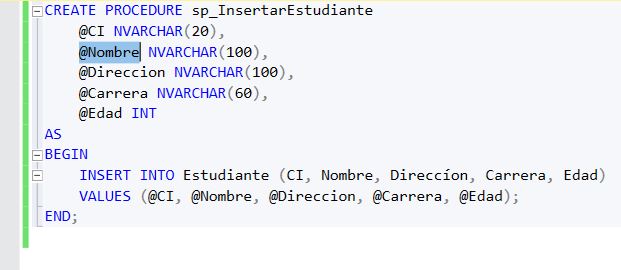 CREATE PROCEDURE sp_InsertarEstudiante
@CI NVARCHAR(20),
@Nombre NVARCHAR(100),
@Direccion NVARCHAR(100),
@Carrera NVARCHAR(60),
@Edad INT
AS
BEGIN
INSERT INTO Estudiante (CI, Nombre, Direccíon, Carrera, Edad)
VALUES (@CI, @Nombre, @Direccion, @Carrera, @Edad);
END;